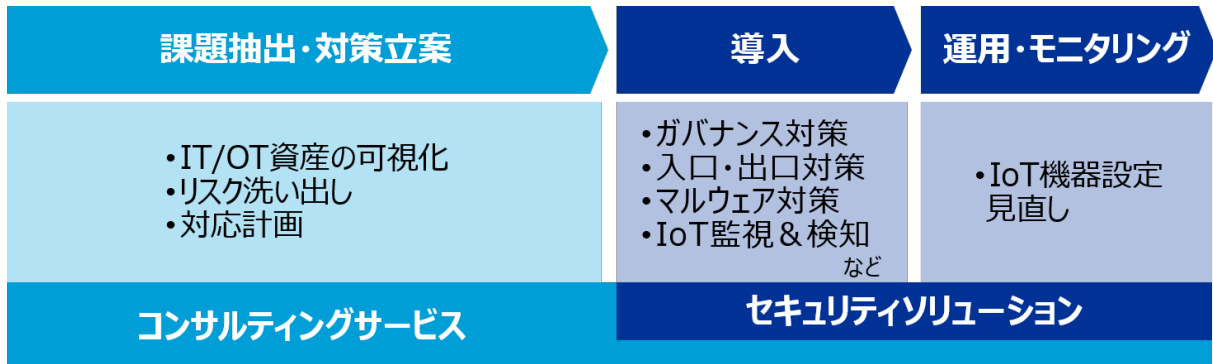 課題抽出・対策立案
導入
運用・モニタリング
・IT/OT資産の可視化
・リスク洗い出し
・対応計画
・ガバナンス対策
・入口・出口対策
・マルウェア対策
・IoT監視&検知
など
・IoT機器設定
見直し
コンサルティングサービス
セキュリティソリューション